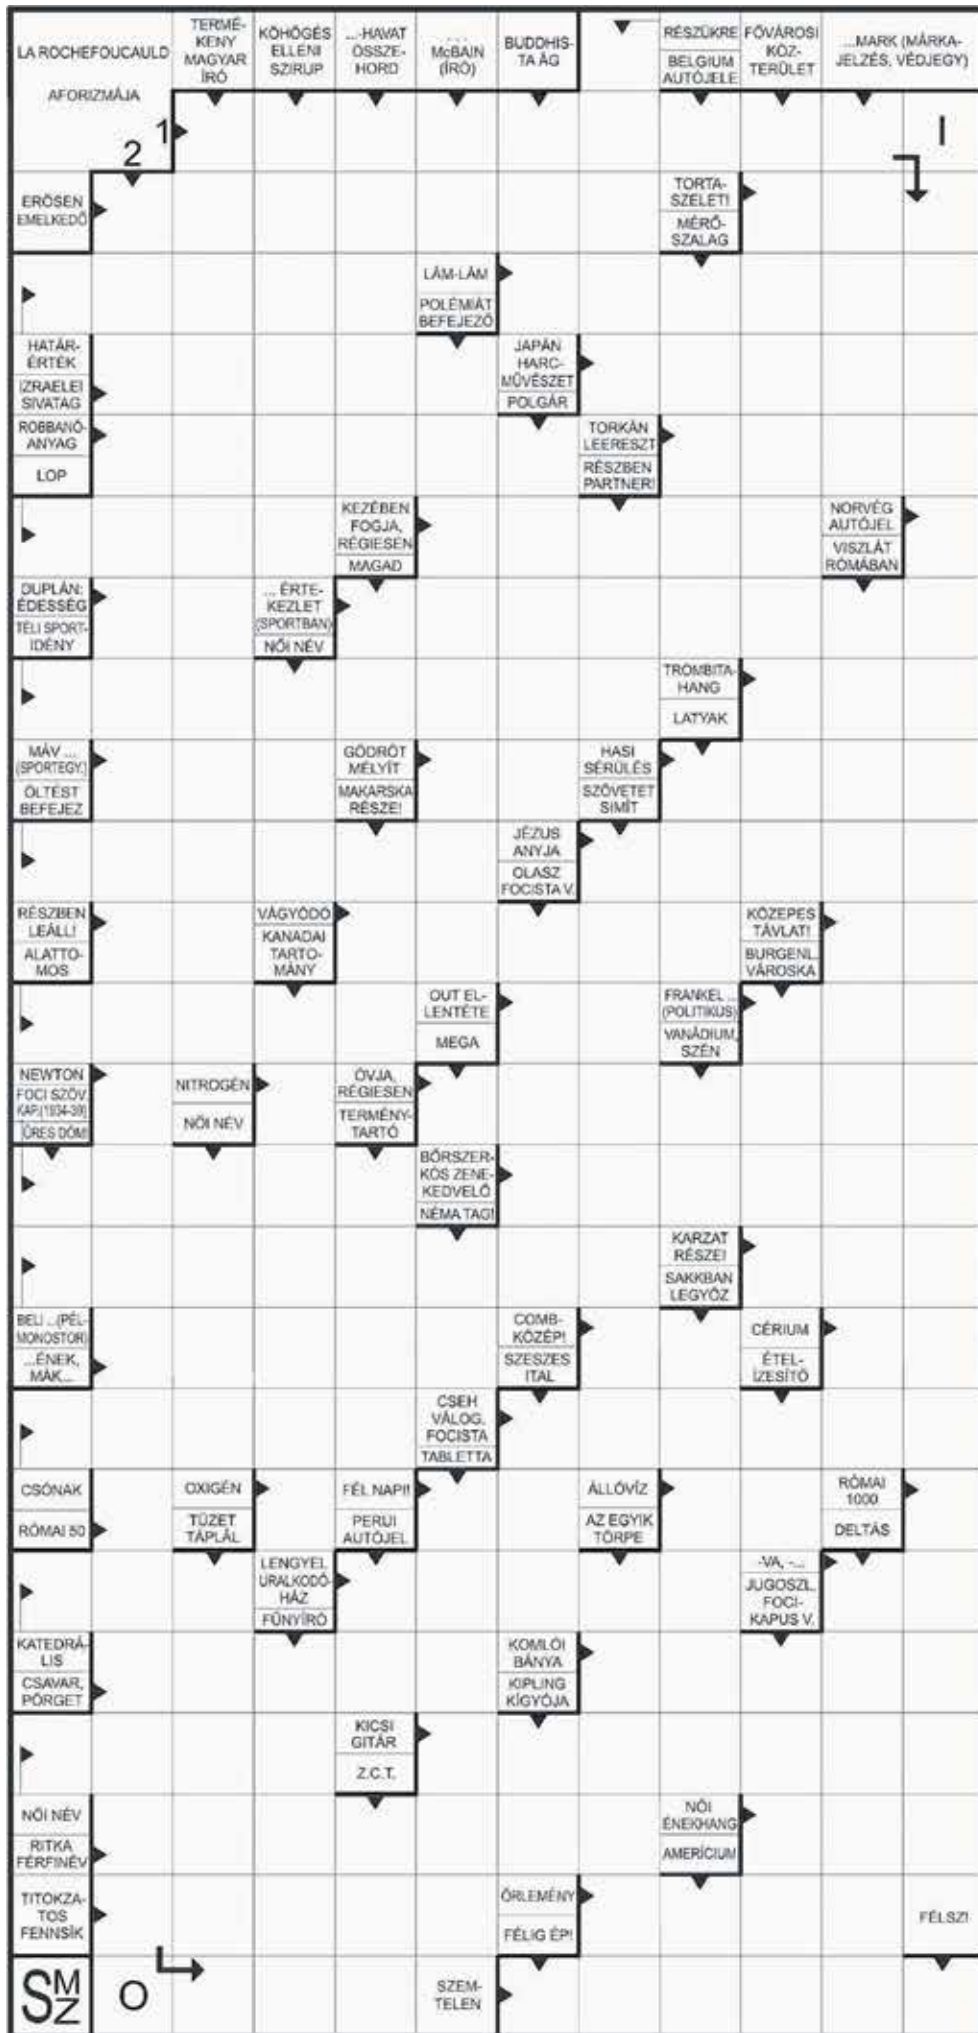 LA ROCHEFOUCAULD
AFORIZMÁJA
TERMÉ-
KENY
MAGYAR
ÍRÓ
KÖHÖGÉS
ELLENI
SZIRUP
...-HAVAT
ÖSSZE-
HORD
...
McBAIN
(ÍRÓ)
BUDDHIS-
TA ÁG
RÉSZÜKRE
BELGIUM
AUTÓJELE
FŐVÁROSI
KÖZ-
TERÜLET
...MARK (MÁRKA-
JELZÉS, VÉDJEGY)
1
2
I
ERŐSEN
EMELKEDŐ
TORTA-
SZELET!
MÉRŐ-
SZALAG
LÁM-LÁM
POLÉMIÁT
BEFEJEZŐ
HATÁR-
ÉRTÉK
IZRAELEI
SIVATAG
JAPÁN
HARC-
MŰVÉSZET
POLGÁR
ROBBANÓ-
ANYAG
LOP
TORKÁN
LEERESZT
RÉSZBEN
PARTNER!
KEZÉBEN
FOGJA,
RÉGIESEN
MAGAD
NORVÉG
AUTÓJEL
VISZLÁT
RÓMÁBAN
DUPLÁN:
ÉDESSÉG
TÉLI SPORT-
IDÉNY
... ÉRTE-
KEZLET
(SPORTBAN)
NŐI NÉV
TROMBITA-
HANG
LATYAK
MÁV ...
(SPORTEGY.)
ÖLTÉST
BEFEJEZ
GÖDRÖT
MÉLYÍT
MAKARSKA
RÉSZE!
HASI
SÉRÜLÉS
SZÖVETET
SIMÍT
JÉZUS
ANYJA
OLASZ
FOCISTA V.
RÉSZBEN
LEÁLL!
ALATTO-
MOS
VÁGYÓDÓ
KANADAI
TARTO-
MÁNY
KÖZEPES
TÁVLAT!
BURGENL.
VÁROSKA
OUT EL-
LENTÉTE
MEGA
FRANKEL ...
(POLITIKUS)
VANÁDIUM,
SZÉN
NEWTON
FOCI SZÖV.
KAP.(1934-39)
ÜRES DÓM!
NITROGÉN
NŐI NÉV
ÓVJA,
RÉGIESEN
TERMÉNY-
TARTÓ
BŐRSZER-
KÓS ZENE-
KEDVELŐ
NÉMA TAG!
KARZAT
RÉSZE!
SAKKBAN
LEGYŐZ
BELI ...(PÉL-
MONOSTOR)
...ÉNEK,
MÁK...
COMB-
KÖZÉP!
SZESZES
ITAL
CÉRIUM
ÉTEL-
ÍZESÍTŐ
CSEH
VÁLOG.
FOCISTA
TABLETTA
CSÓNAK
RÓMAI 50
OXIGÉN
TÜZET
TÁPLÁL
FÉL NAPI!
PERUI
AUTÓJEL
ÁLLÓVÍZ
AZ EGYIK
TÖRPE
RÓMAI
1000
DELTÁS
LENGYEL
URALKODÓ-
HÁZ
FŰNYÍRÓ
-VA, -...
JUGOSZL.
FOCI-
KAPUS V.
KATEDRÁ-
LIS
CSAVAR,
PÖRGET
KOMLÓI
BÁNYA
KIPLING
KÍGYÓJA
KICSI
GITÁR
Z.C.T.
NŐI NÉV
RITKA
FÉRFINÉV
NŐI
ÉNEKHANG
AMERÍCIUM
TITOKZA-
TOS
FENNSÍK
ŐRLEMÉNY
FÉLIG ÉP!
FÉLSZ!
SMZ
O
SZEM-
TELEN